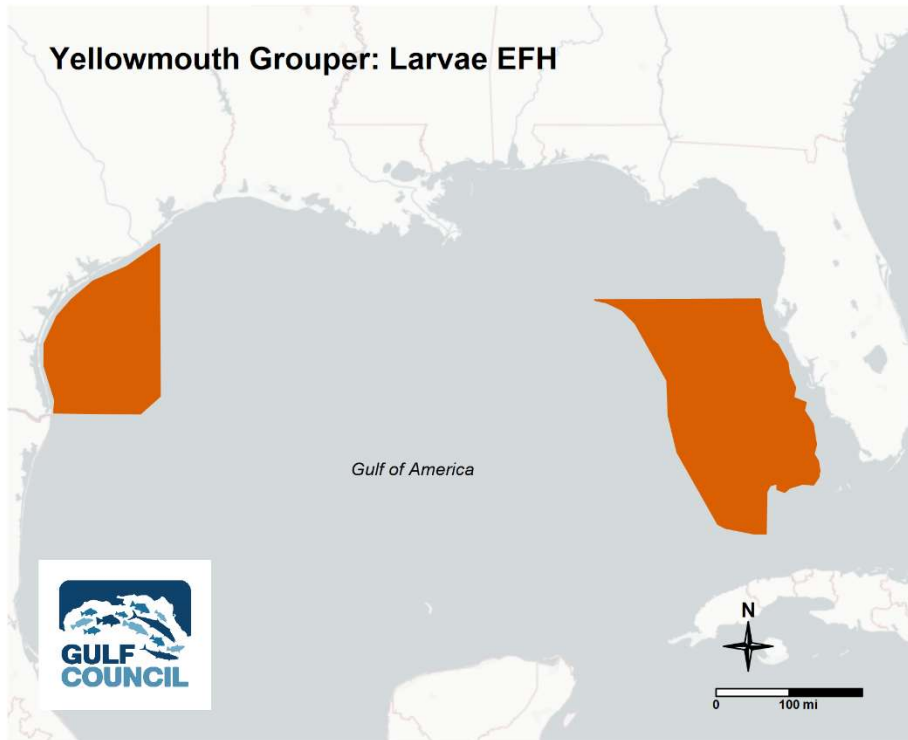 Yellowmouth Grouper: Larvae EFH
Gulf of America
GULF
COUNCIL
N
0 100 mi